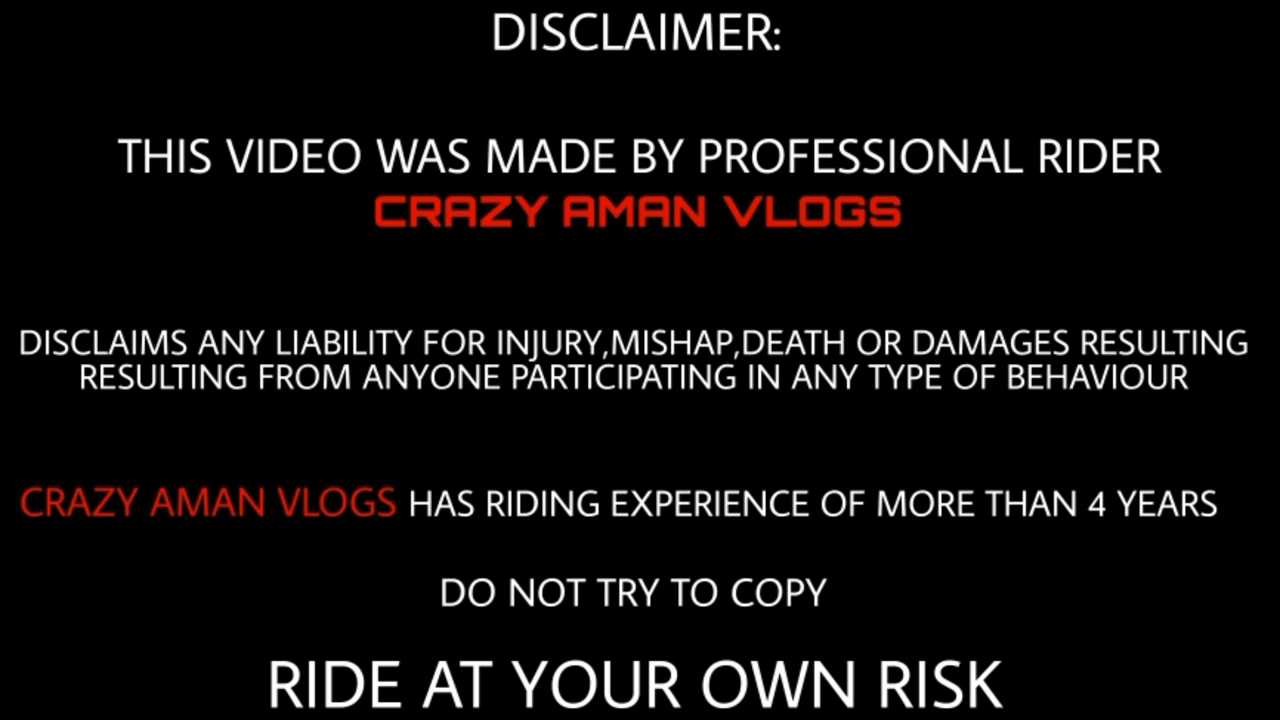 DISCLAIMER:
THIS VIDEO WAS MADE BY PROFESSIONAL RIDER
CRAZY AMAN VLOGS
DISCLAIMS ANY LIABILITY FOR INJURY,MISHAP,DEATH OR DAMAGES RESULTING
RESULTING FROM ANYONE PARTICIPATING IN ANY TYPE OF BEHAVIOUR
CRAZY AMAN VLOGS HAS RIDING EXPERIENCE OF MORE THAN 4 YEARS
DO NOT TRY TO COPY
RIDE AT YOUR OWN RISK